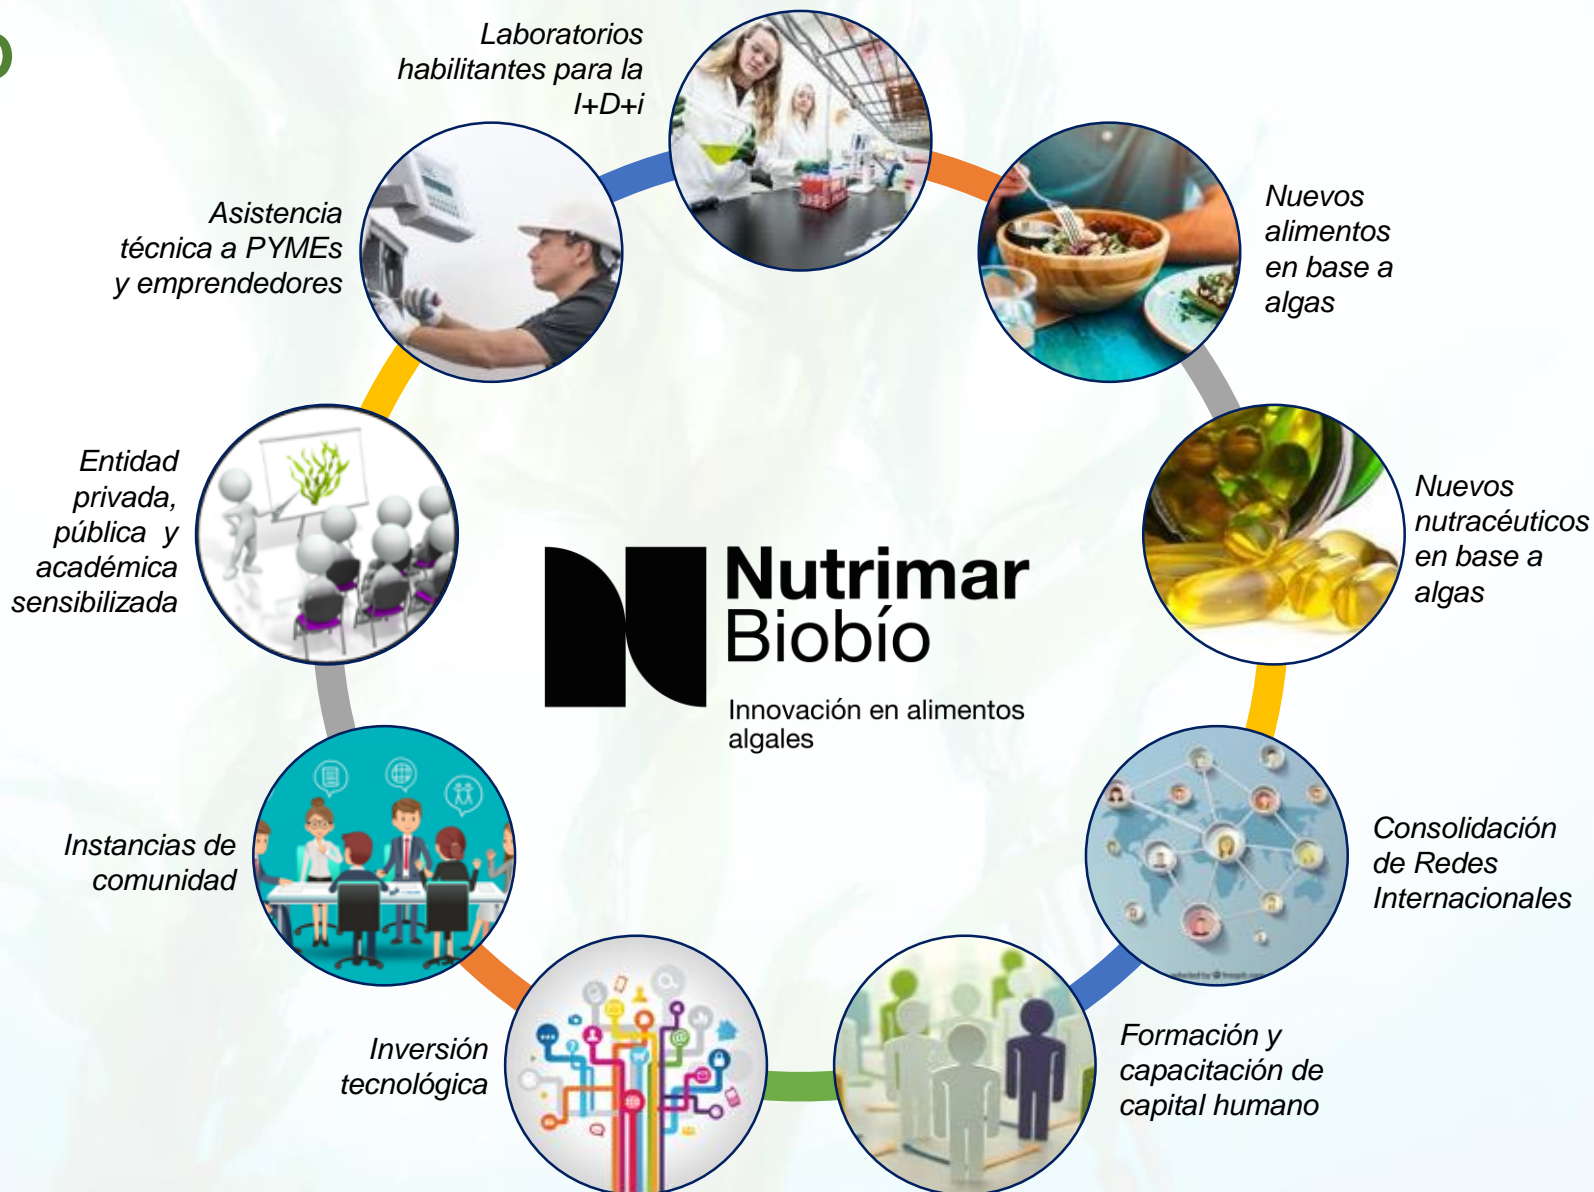 Laboratorios
habilitantes para la
I+D+i
Nuevos
alimentos
en base a
algas
Nuevos
nutracéuticos
en base a
algas
Consolidación
de Redes
Internacionales
Formación y
capacitación de
capital humano
Inversión
tecnológica
Instancias de
comunidad
Entidad
privada,
pública y
académica
sensibilizada
Asistencia
técnica a PYMEs
y emprendedores
Nutrimar
Biobío
Innovación en alimentos
algales